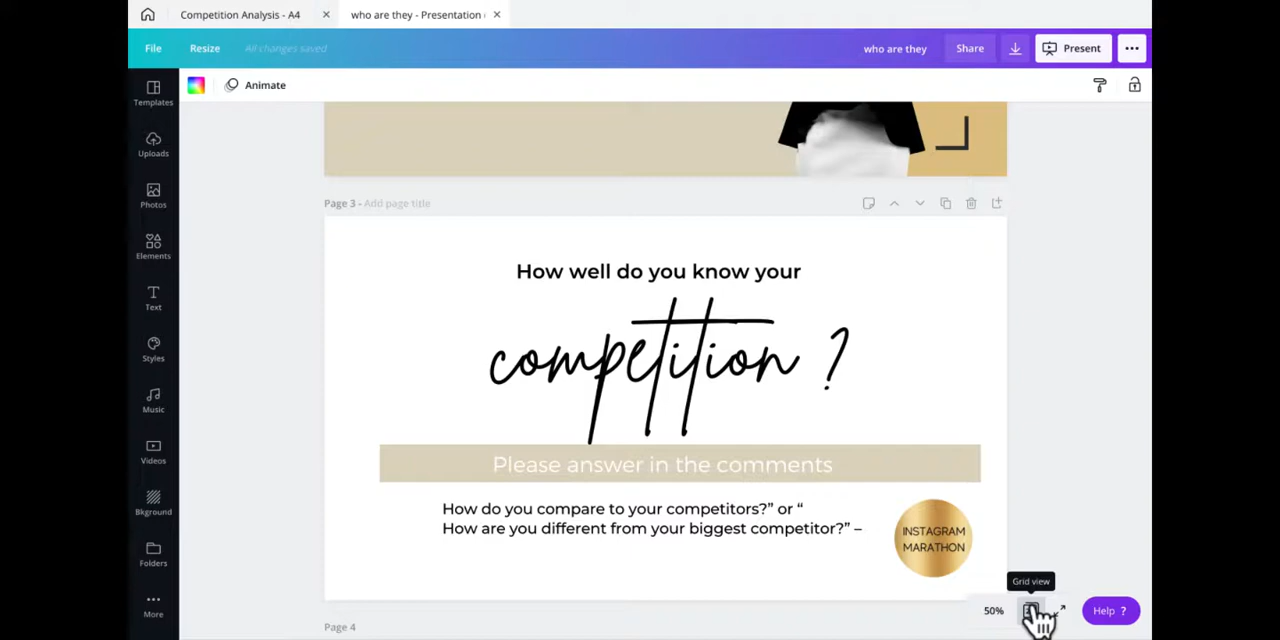 Competition Analysis - A4
who are they - Presentation
File
Resize
All changes saved
who are they
Share
Present
Animate
Templates
Uploads
Photos
Elements
Text
Styles
Music
Videos
Bkground
Folders
More
Page 3 - Add page title
How well do you know your
competition ?
Please answer in the comments
How do you compare to your competitors?” or “
How are you different from your biggest competitor?” –
INSTAGRAM
MARATHON
Grid view
50%
Help ?
Page 4